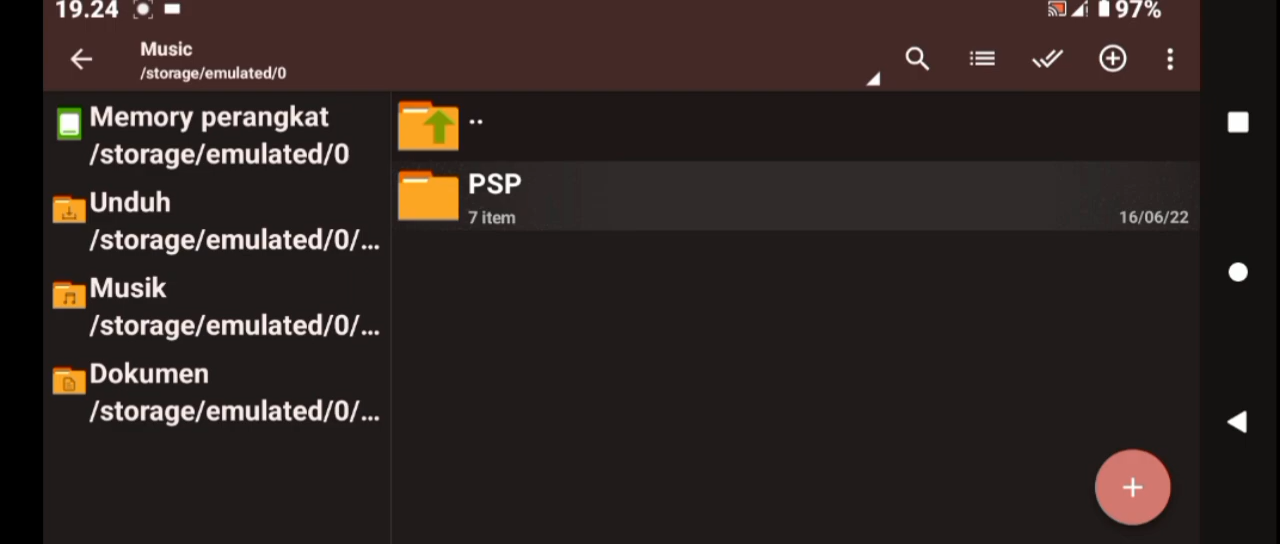 19.24
97%
Music
/storage/emulated/0
Memory perangkat
/storage/emulated/0
Unduh
/storage/emulated/0/...
Musik
/storage/emulated/0/...
Dokumen
/storage/emulated/0/...
..
PSP
7 item
16/06/22